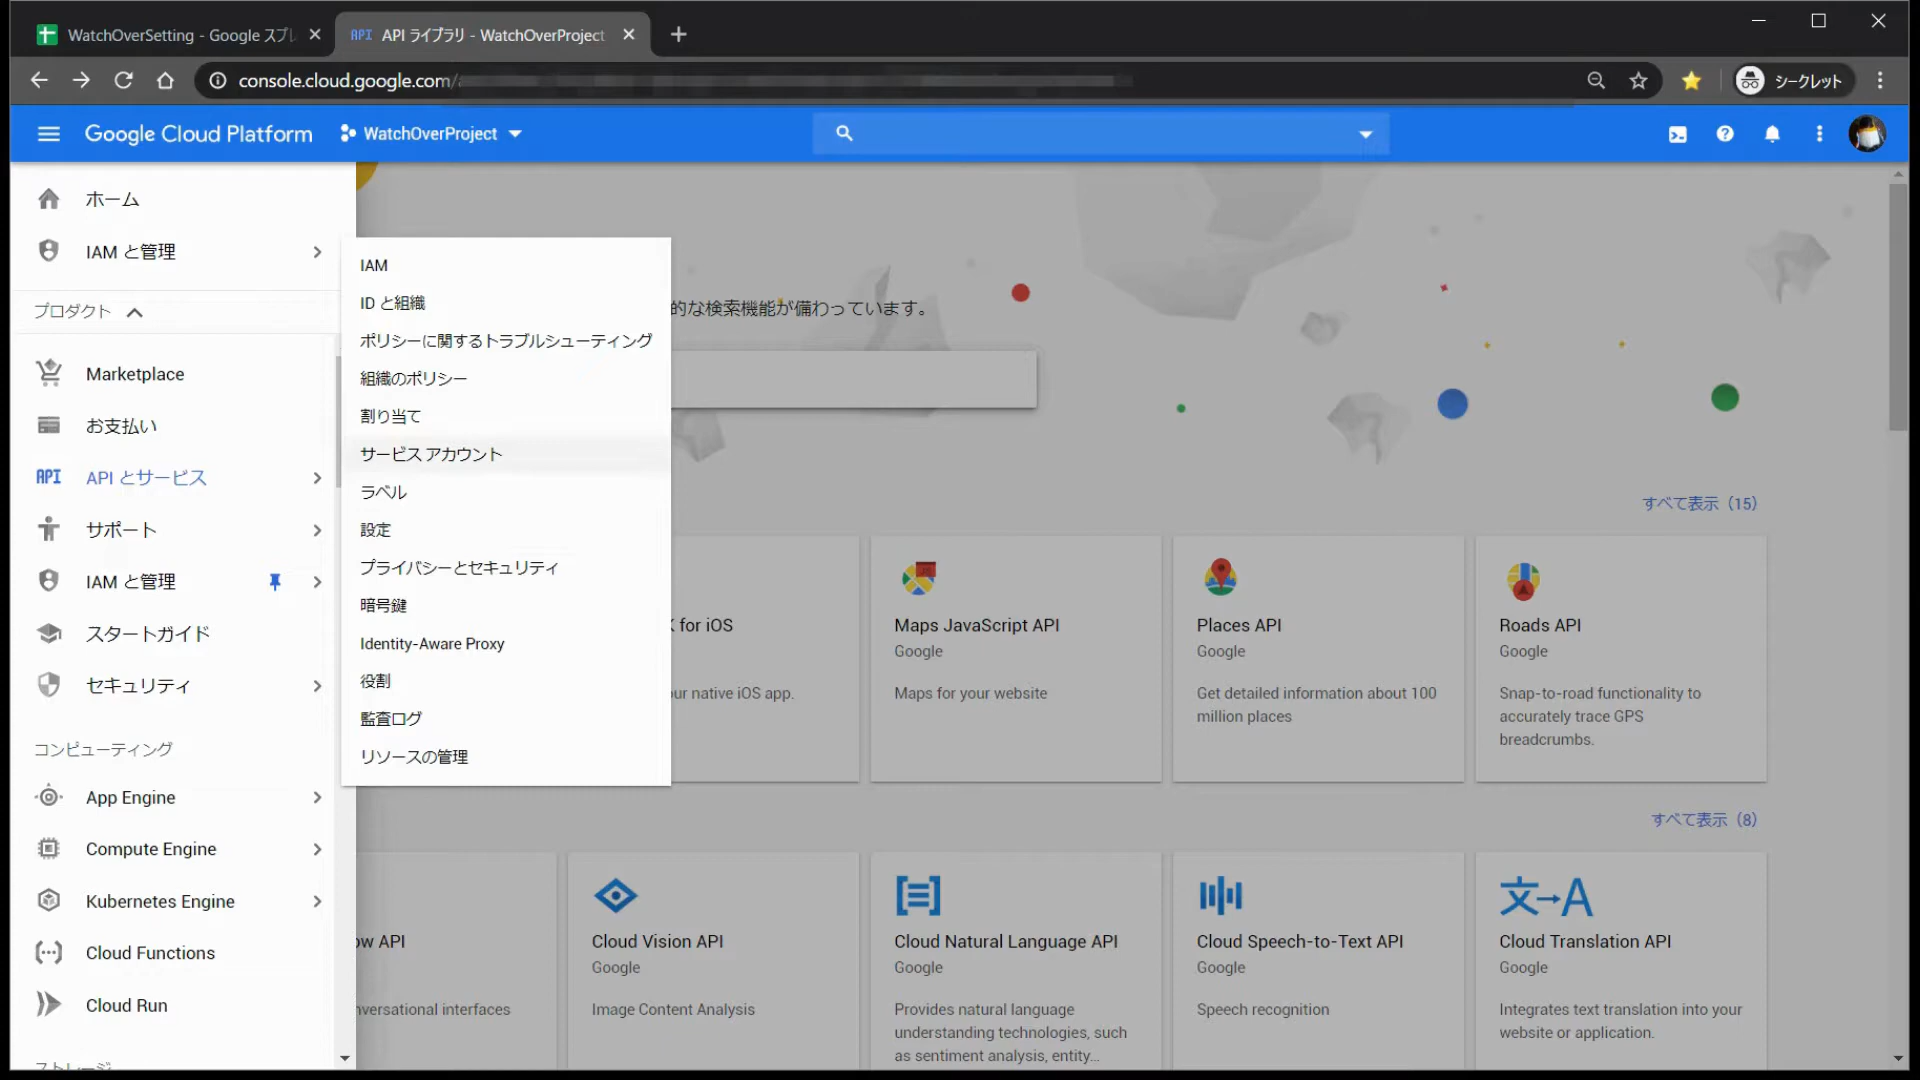 WatchOverSetting - Google スプレ
API ライブラリ - WatchOverProject
console.cloud.google.com/
シークレット
Google Cloud Platform
WatchOverProject
ホーム
IAM と管理
プロダクト
Marketplace
お支払い
API API とサービス
サポート
IAM と管理
スタートガイド
セキュリティ
コンピューティング
App Engine
Compute Engine
Kubernetes Engine
Cloud Functions
Cloud Run
ストレージ
IAM
ID と組織
ポリシーに関するトラブルシューティング
組織のポリシー
割り当て
サービス アカウント
ラベル
設定
プライバシーとセキュリティ
暗号鍵
Identity-Aware Proxy
役割
監査ログ
リソースの管理
的な検索機能が備わっています。
すべて表示（15）
for iOS
our native iOS app.
Maps JavaScript API
Google
Maps for your website
Places API
Google
Get detailed information about 100
million places
Roads API
Google
Snap-to-road functionality to
accurately trace GPS
breadcrumbs.
すべて表示（8）
ow API
nversational interfaces
Cloud Vision API
Google
Image Content Analysis
Cloud Natural Language API
Google
Provides natural language
understanding technologies, such
as sentiment analysis, entity...
Cloud Speech-to-Text API
Google
Speech recognition
文→A
Cloud Translation API
Google
Integrates text translation into your
website or application.